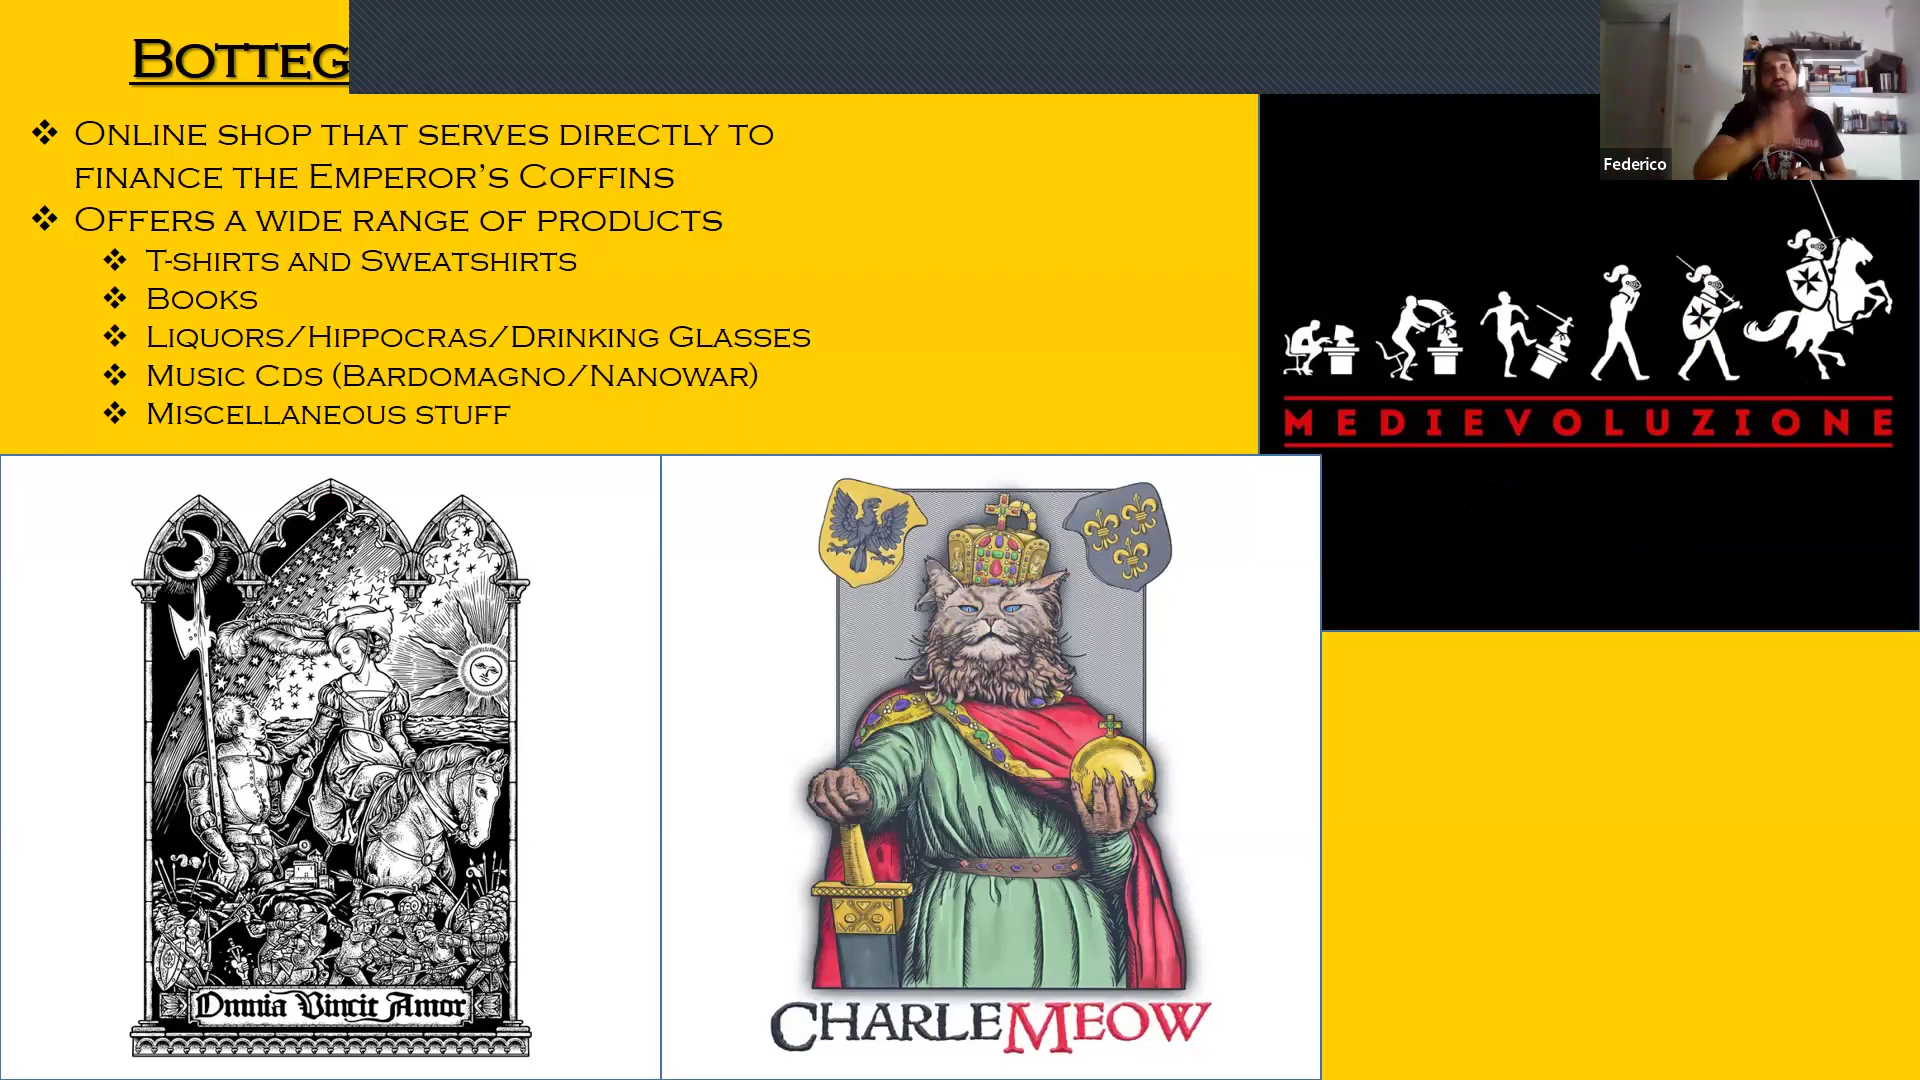 BOTTEG
❖ ONLINE SHOP THAT SERVES DIRECTLY TO
FINANCE THE EMPEROR'S COFFINS
❖ OFFERS A WIDE RANGE OF PRODUCTS
❖ T-SHIRTS AND SWEATSHIRTS
❖ BOOKS
❖ LIQUORS/HIPPOCRAS/DRINKING GLASSES
❖ MUSIC CDS (BARDOMAGNO/NANOWAR)
❖ MISCELLANEOUS STUFF
Federico
MEDIEVOLUZIONE
Omnia Vincit Amor
CHARLEMEOW